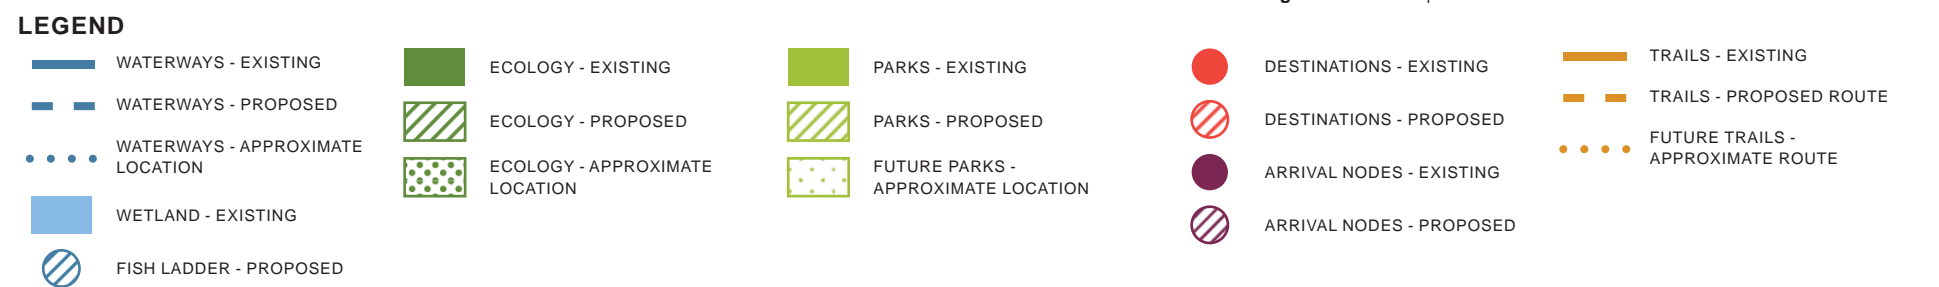 LEGEND
WATERWAYS - EXISTING
WATERWAYS - PROPOSED
WATERWAYS - APPROXIMATE
LOCATION
WETLAND - EXISTING
FISH LADDER - PROPOSED
ECOLOGY - EXISTING
ECOLOGY - PROPOSED
ECOLOGY - APPROXIMATE
LOCATION
PARKS - EXISTING
PARKS - PROPOSED
FUTURE PARKS -
APPROXIMATE LOCATION
DESTINATIONS - EXISTING
DESTINATIONS - PROPOSED
ARRIVAL NODES - EXISTING
ARRIVAL NODES - PROPOSED
TRAILS - EXISTING
TRAILS - PROPOSED ROUTE
FUTURE TRAILS -
APPROXIMATE ROUTE